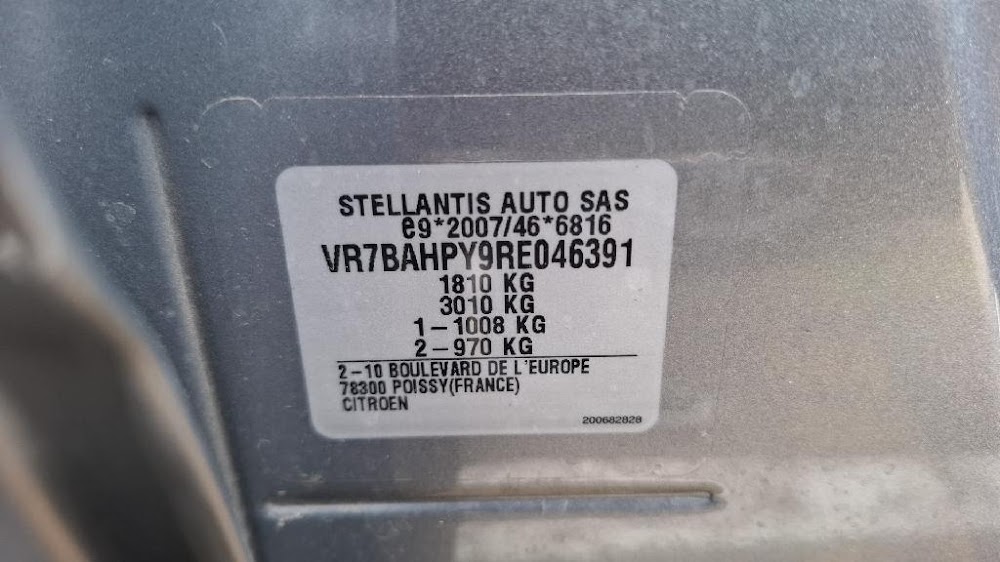 STELLANTIS AUTO SAS
e9*2007/46*6816
VR7BAHPY9RE046391
1810 KG
3010 KG
1-1008 KG
2-970 KG
2-10 BOULEVARD DE L'EUROPE
78300 POISSY(FRANCE)
CITROEN
200682828